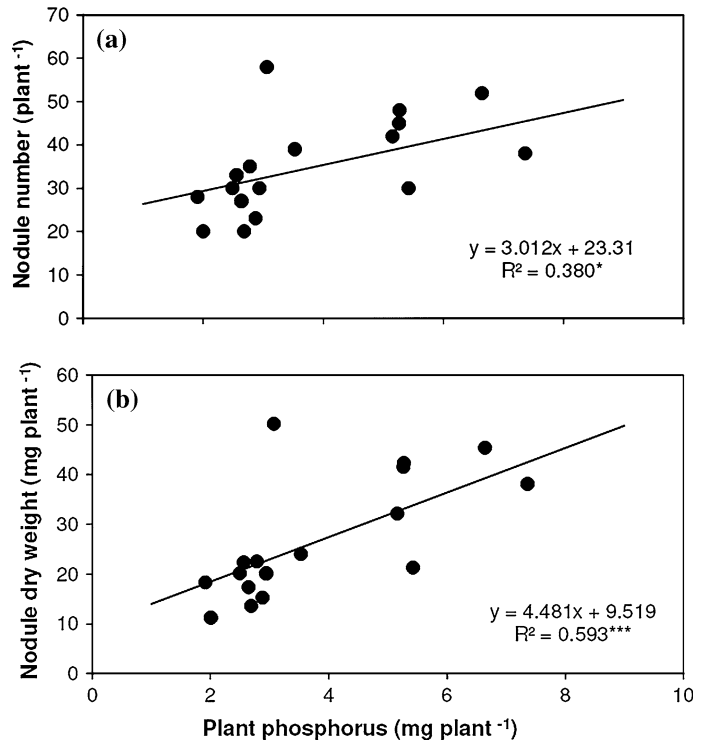 (a)
Nodule number (plant -1)
70
60
50
40
30
20
10
0
y = 3.012x + 23.31
R² = 0.380*
(b)
Nodule dry weight (mg plant -1)
60
50
40
30
20
10
0
y = 4.481x + 9.519
R² = 0.593***
0 2 4 6 8 10
Plant phosphorus (mg plant -1)